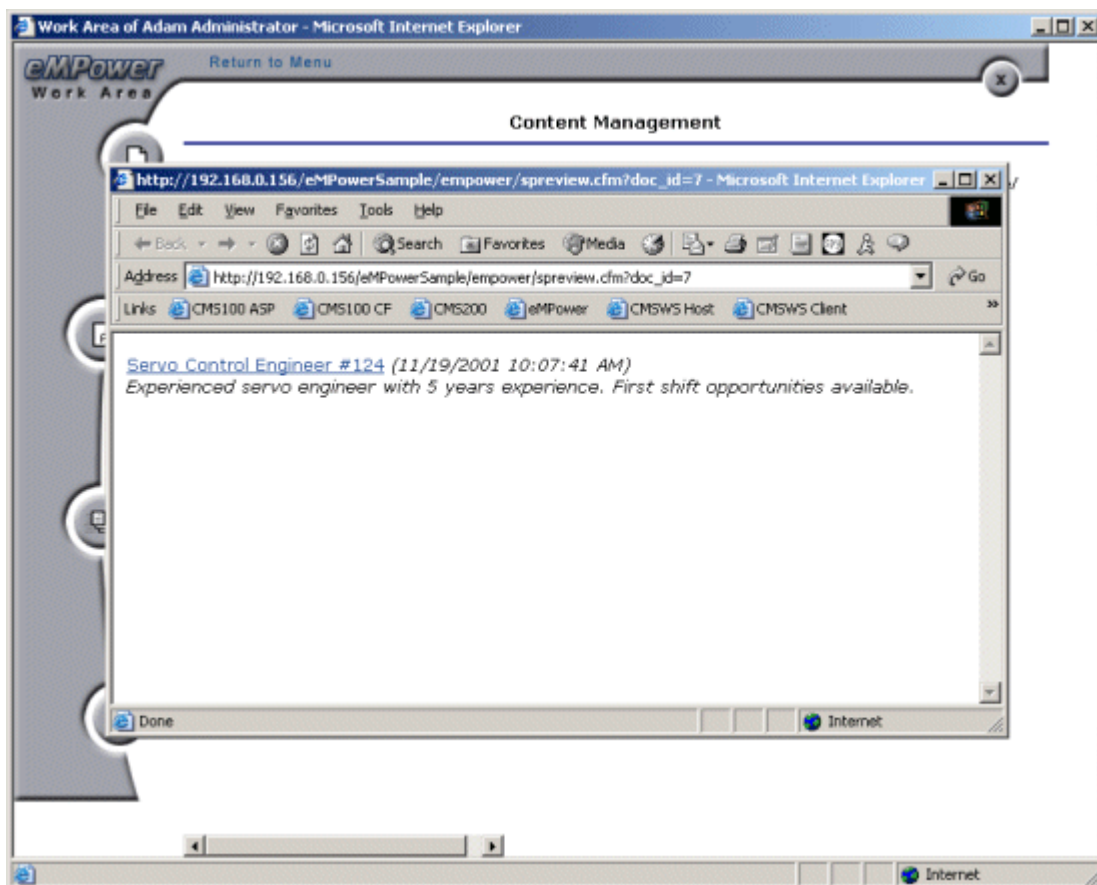 Work Area of Adam Administrator - Microsoft Internet Explorer
eMPower
Return to Menu
Work Area
x
Content Management
http://192.168.0.156/eMPowerSample/empower/spreview.cfm?doc_id=7 - Microsoft Internet Explorer
File Edit View Favorites Tools Help
Back Search Favorites Media
Address http://192.168.0.156/eMPowerSample/empower/spreview.cfm?doc_id=7 Go
Links CMS100 ASP CMS100 CF CMS200 eMPower CMSWS Host CMSWS Client »
Servo Control Engineer #124 (11/19/2001 10:07:41 AM)
Experienced servo engineer with 5 years experience. First shift opportunities available.
Done Internet
Internet